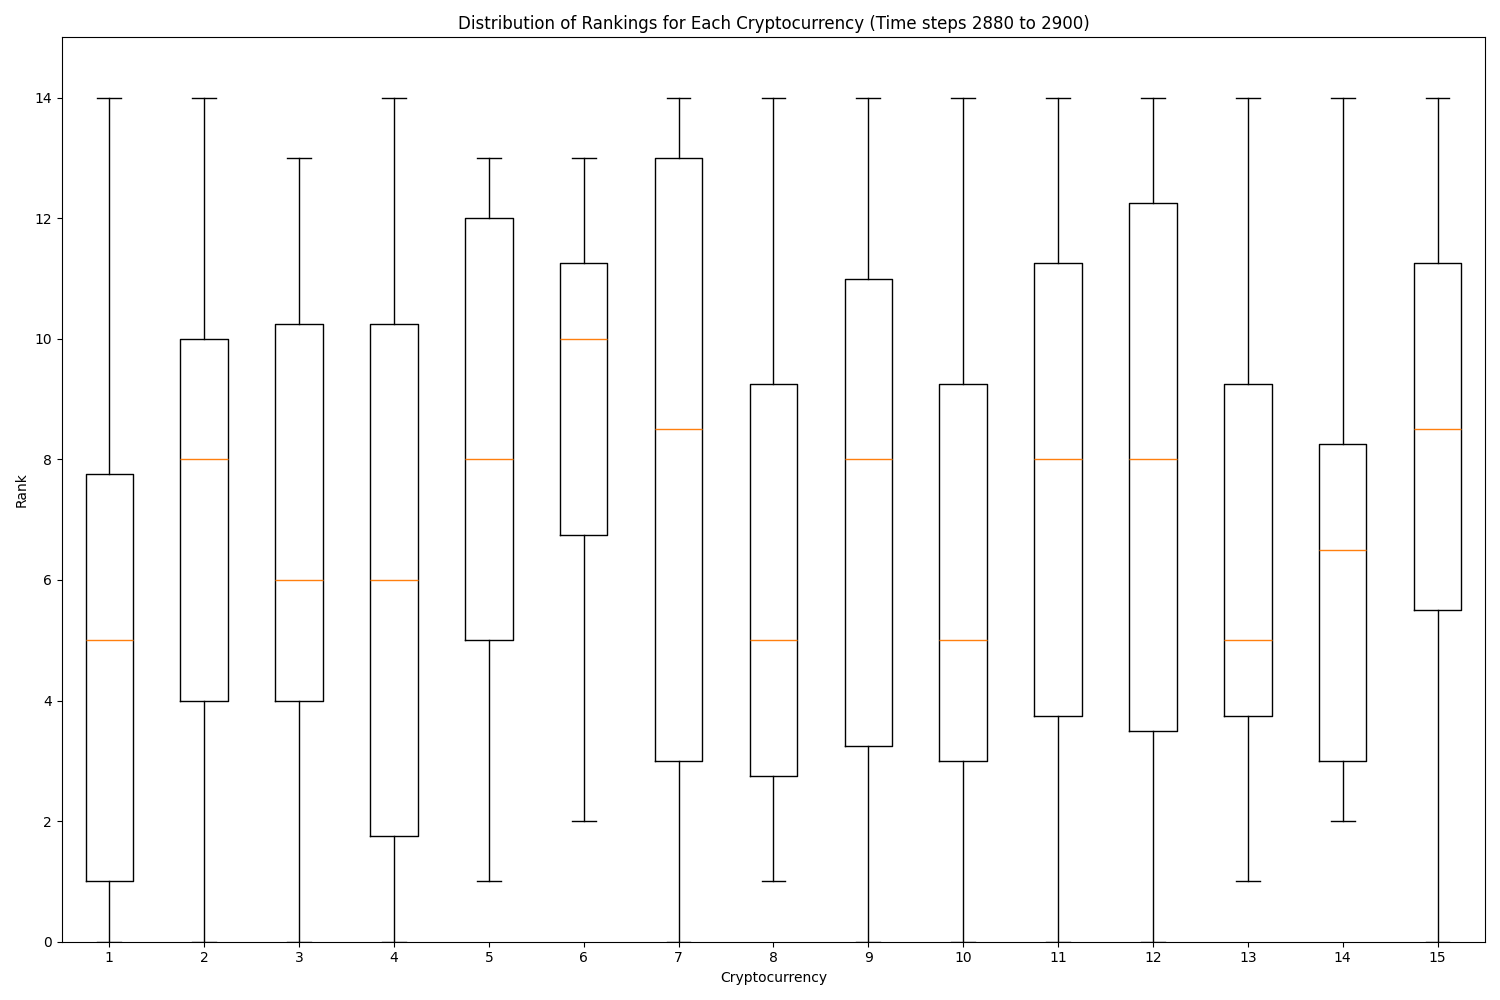 Distribution of Rankings for Each Cryptocurrency (Time steps 2880 to 2900)
14
12
10
8
6
4
2
0
Rank
1 2 3 4 5 6 7 8 9 10 11 12 13 14 15
Cryptocurrency